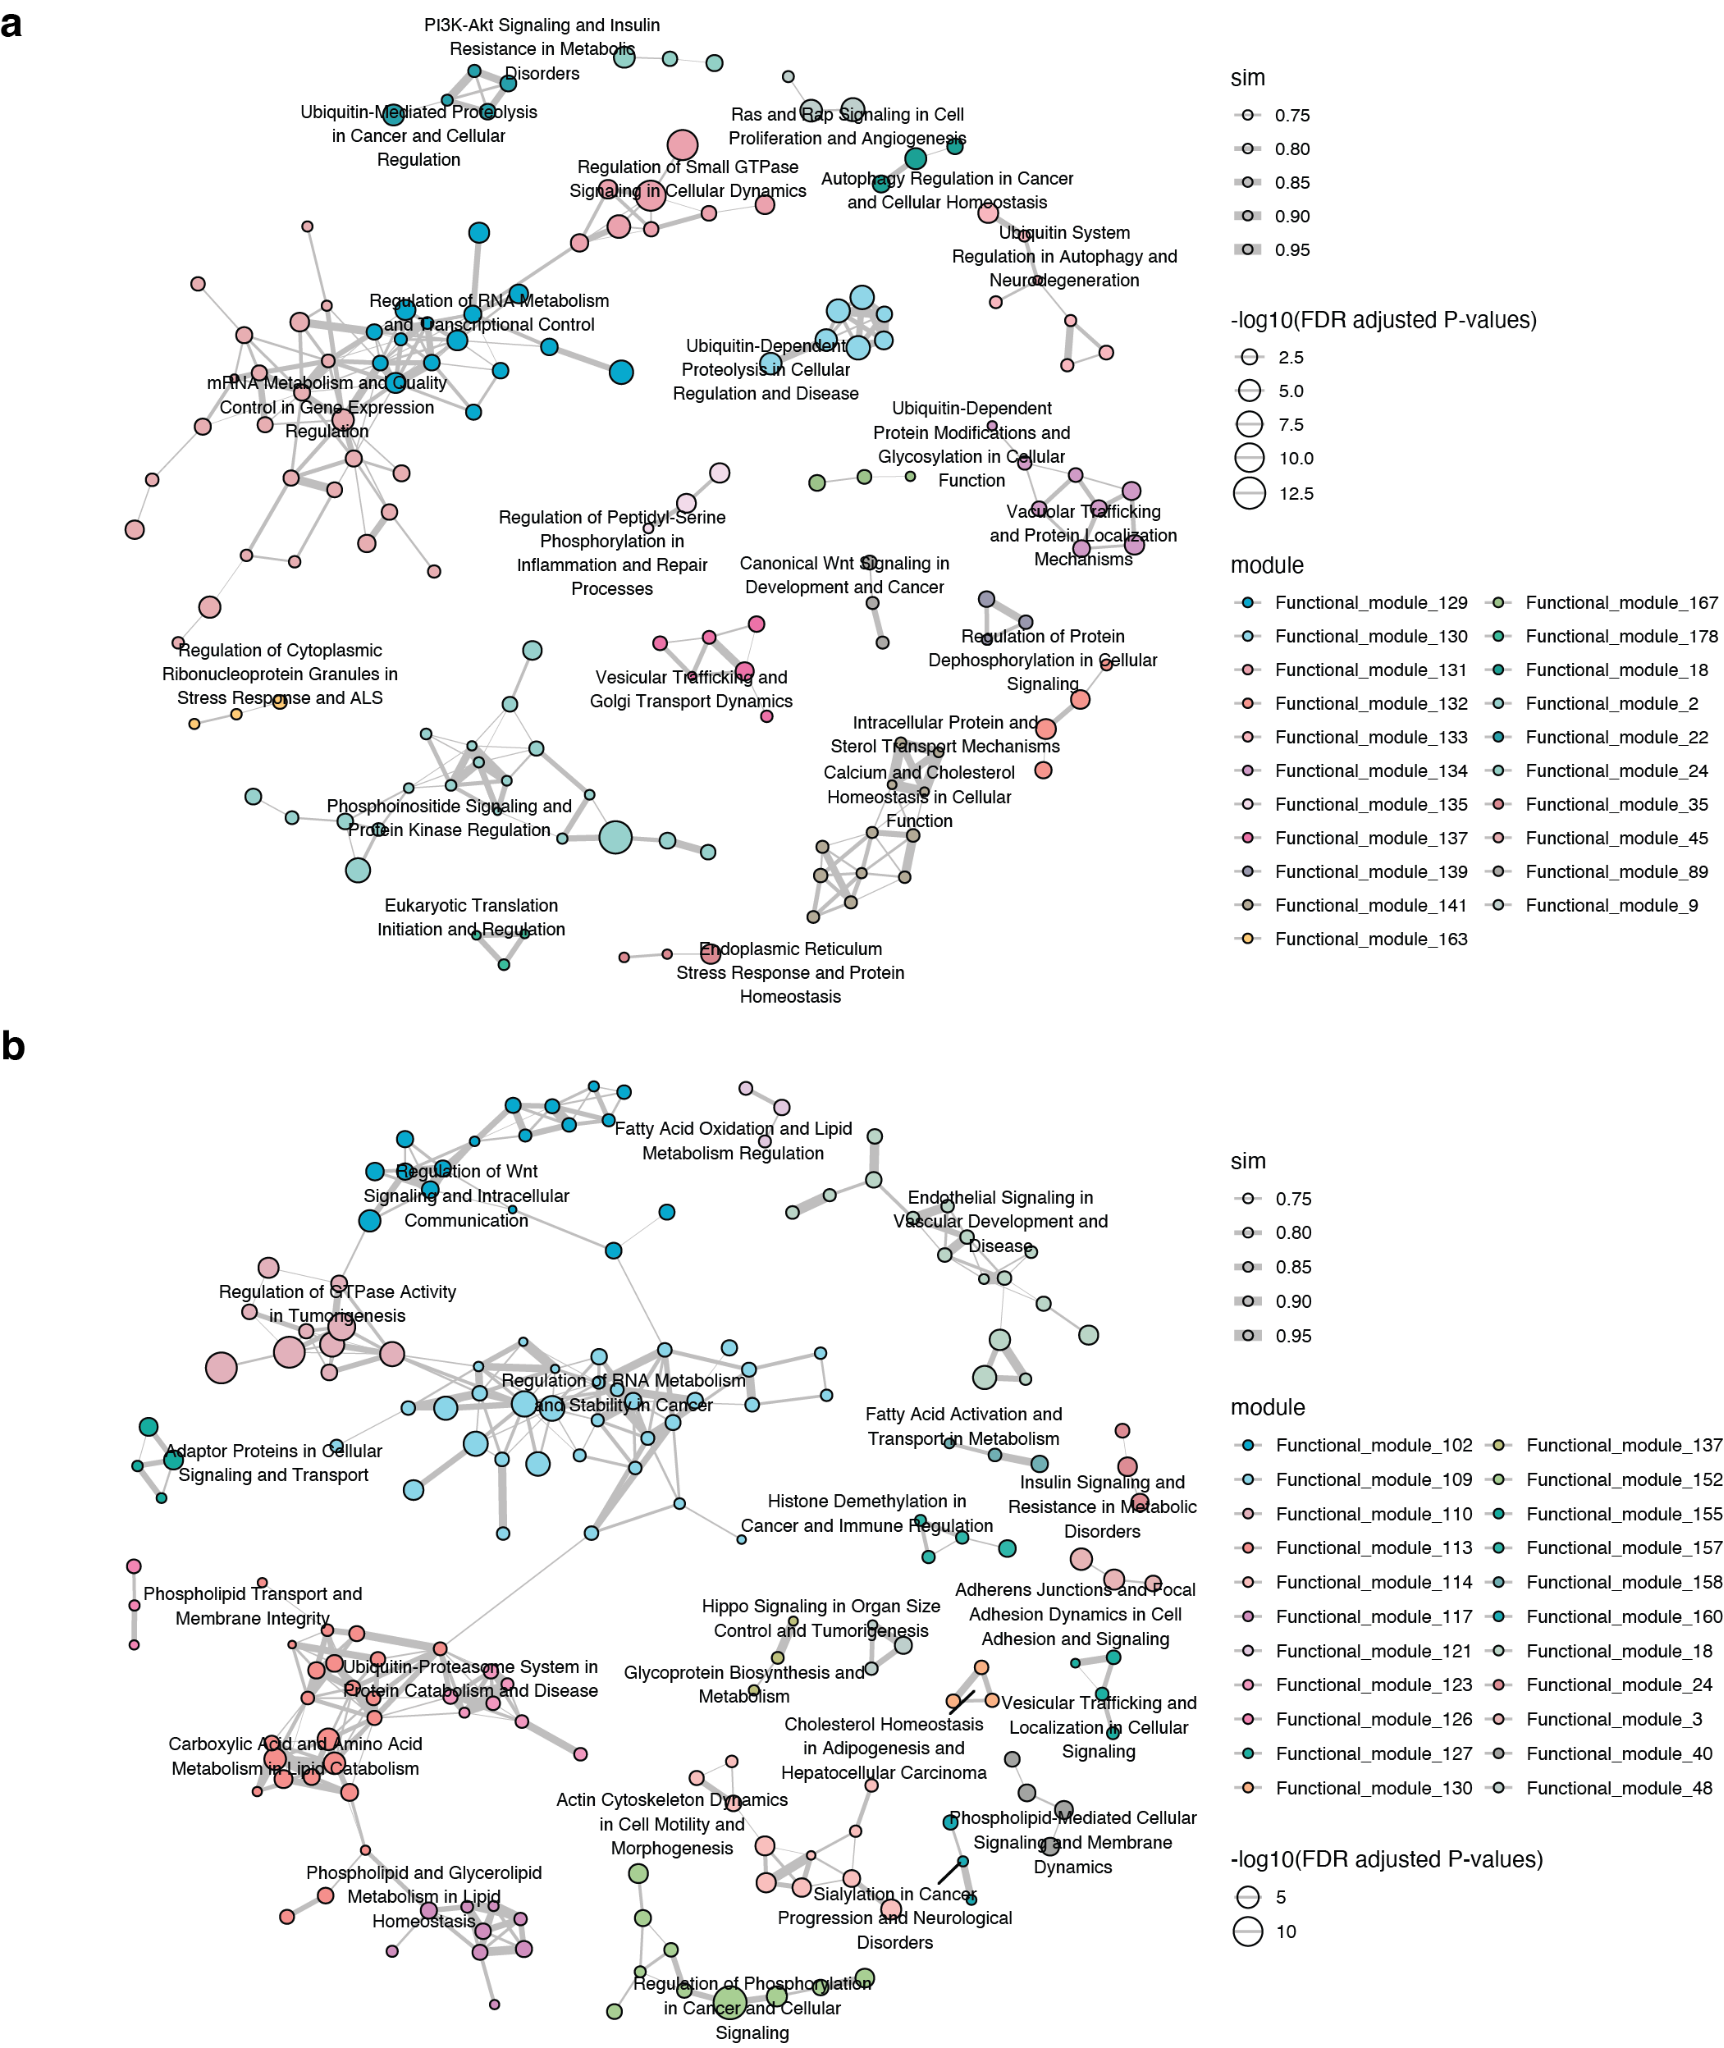 a
PI3K-Akt Signaling and Insulin
Resistance in Metabolic
Disorders
Ubiquitin-Mediated Proteolysis
in Cancer and Cellular
Regulation
Ras and Rap Signaling in Cell
Proliferation and Angiogenesis
Regulation of Small GTPase
Signaling in Cellular Dynamics
Autophagy Regulation in Cancer
and Cellular Homeostasis
Ubiquitin System
Regulation in Autophagy and
Neurodegeneration
Regulation of RNA Metabolism
and Transcriptional Control
Ubiquitin-Dependent
Proteolysis in Cellular
Regulation and Disease
mRNA Metabolism and Quality
Control in Gene Expression
Regulation
Ubiquitin-Dependent
Protein Modifications and
Glycosylation in Cellular
Function
Vacuolar Trafficking
and Protein Localization
Mechanisms
Regulation of Peptidyl-Serine
Phosphorylation in
Inflammation and Repair
Processes
Canonical Wnt Signaling in
Development and Cancer
Regulation of Protein
Dephosphorylation in Cellular
Signaling
Regulation of Cytoplasmic
Ribonucleoprotein Granules in
Stress Response and ALS
Vesicular Trafficking and
Golgi Transport Dynamics
Intracellular Protein and
Sterol Transport Mechanisms
Calcium and Cholesterol
Homeostasis in Cellular
Function
Phosphoinositide Signaling and
Protein Kinase Regulation
Eukaryotic Translation
Initiation and Regulation
Endoplasmic Reticulum
Stress Response and Protein
Homeostasis
sim
0.75
0.80
0.85
0.90
0.95
-log10(FDR adjusted P-values)
2.5
5.0
7.5
10.0
12.5
module
Functional_module_129
Functional_module_130
Functional_module_131
Functional_module_132
Functional_module_133
Functional_module_134
Functional_module_135
Functional_module_137
Functional_module_139
Functional_module_141
Functional_module_163
Functional_module_167
Functional_module_178
Functional_module_18
Functional_module_2
Functional_module_22
Functional_module_24
Functional_module_35
Functional_module_45
Functional_module_89
Functional_module_9
b
Fatty Acid Oxidation and Lipid
Metabolism Regulation
Regulation of Wnt
Signaling and Intracellular
Communication
Endothelial Signaling in
Vascular Development and
Disease
Regulation of GTPase Activity
in Tumorigenesis
Regulation of RNA Metabolism
and Stability in Cancer
Fatty Acid Activation and
Transport in Metabolism
Adaptor Proteins in Cellular
Signaling and Transport
Insulin Signaling and
Resistance in Metabolic
Disorders
Histone Demethylation in
Cancer and Immune Regulation
Phospholipid Transport and
Membrane Integrity
Adherens Junctions and Focal
Adhesion Dynamics in Cell
Adhesion and Signaling
Hippo Signaling in Organ Size
Control and Tumorigenesis
Ubiquitin-Proteasome System in
Protein Catabolism and Disease
Glycoprotein Biosynthesis and
Metabolism
Vesicular Trafficking and
Localization in Cellular
Signaling
Cholesterol Homeostasis
in Adipogenesis and
Hepatocellular Carcinoma
Carboxylic Acid and Amino Acid
Metabolism in Lipid Catabolism
Actin Cytoskeleton Dynamics
in Cell Motility and
Morphogenesis
Phospholipid-Mediated Cellular
Signaling and Membrane
Dynamics
Phospholipid and Glycerolipid
Metabolism in Lipid
Homeostasis
Sialylation in Cancer
Progression and Neurological
Disorders
Regulation of Phosphorylation
in Cancer and Cellular
Signaling
sim
0.75
0.80
0.85
0.90
0.95
module
Functional_module_102
Functional_module_109
Functional_module_110
Functional_module_113
Functional_module_114
Functional_module_117
Functional_module_121
Functional_module_123
Functional_module_126
Functional_module_127
Functional_module_130
Functional_module_137
Functional_module_152
Functional_module_155
Functional_module_157
Functional_module_158
Functional_module_160
Functional_module_18
Functional_module_24
Functional_module_3
Functional_module_40
Functional_module_48
-log10(FDR adjusted P-values)
5
10